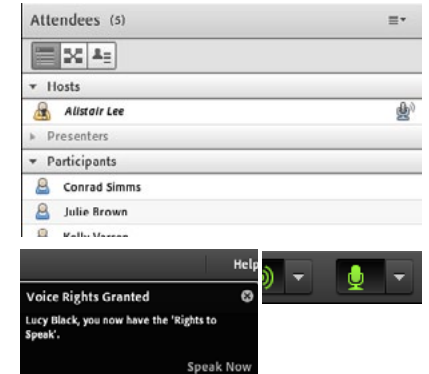 Attendees (5)
Hosts
Alistair Lee
Presenters
Participants
Conrad Simms
Julie Brown
Kelly
Help
Voice Rights Granted
Lucy Black, you now have the 'Rights to
Speak'.
Speak Now